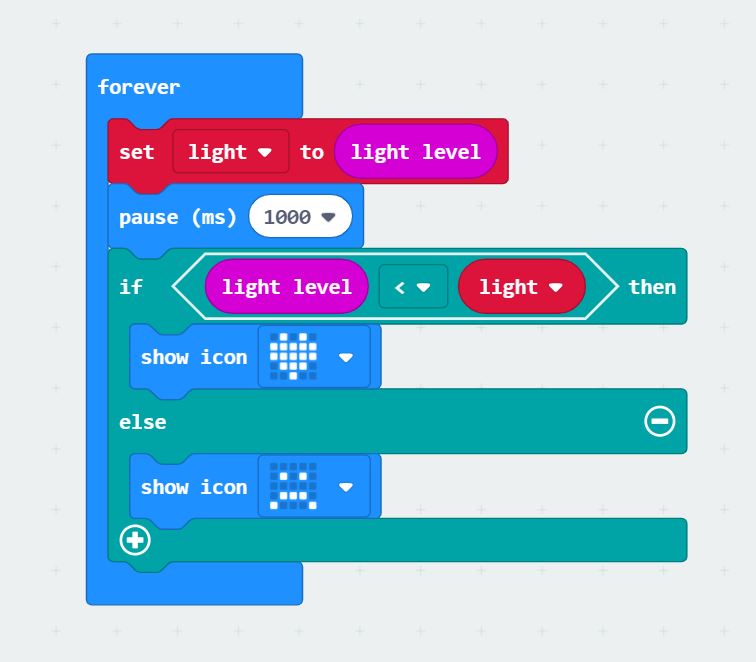 forever
set light to light level
pause (ms) 1000
if light level < light then
show icon
else
show icon